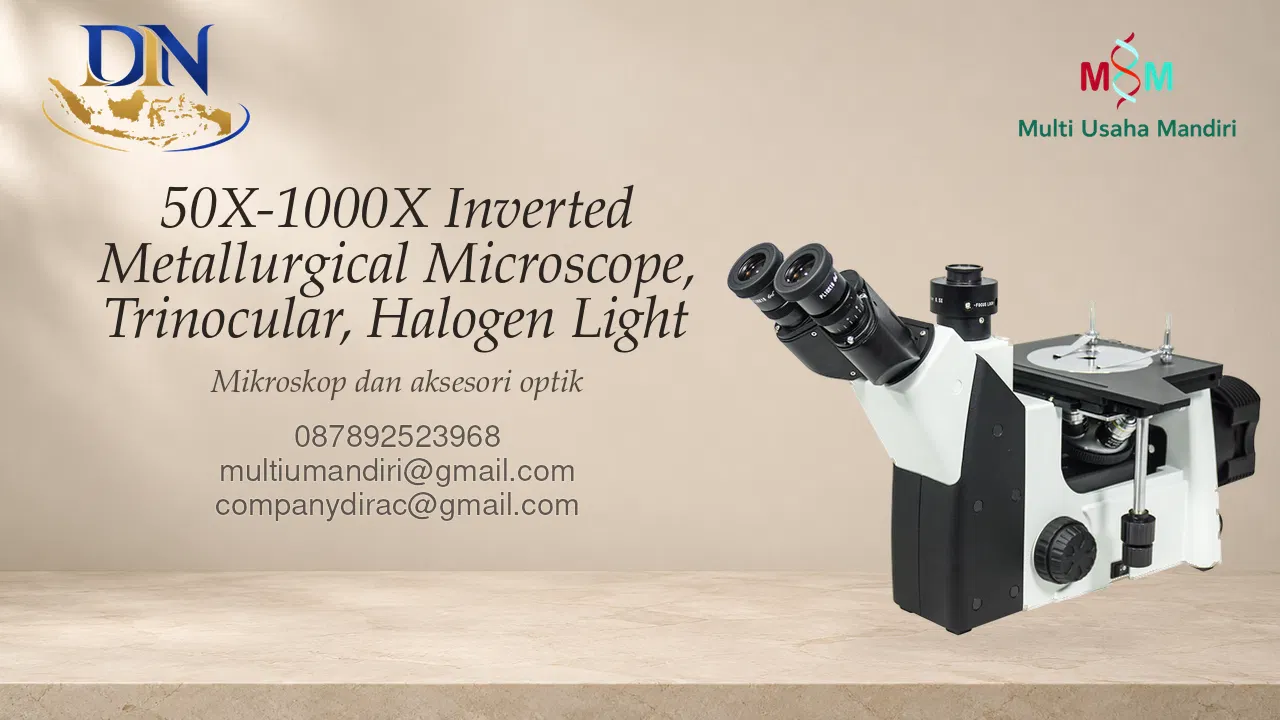 DN
M M
Multi Usaha Mandiri
50X-1000X Inverted
Metallurgical Microscope,
Trinocular, Halogen Light
Mikroskop dan aksesori optik
087892523968
multiumandiri@gmail.com
companydirac@gmail.com